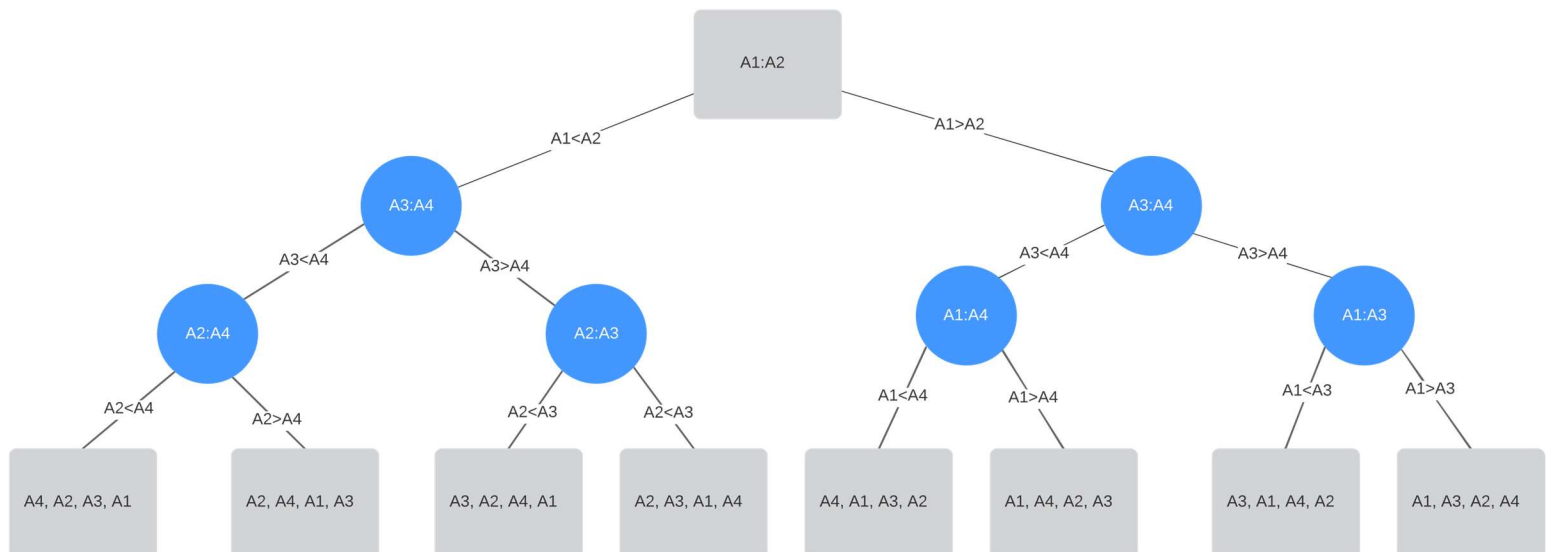 A1:A2
A1<A2
A1>A2
A3:A4
A3:A4
A3<A4
A3>A4
A3<A4
A3>A4
A2:A4
A2:A3
A1:A4
A1:A3
A2<A4
A2>A4
A2<A3
A2<A3
A1<A4
A1>A4
A1<A3
A1>A3
A4, A2, A3, A1
A2, A4, A1, A3
A3, A2, A4, A1
A2, A3, A1, A4
A4, A1, A3, A2
A1, A4, A2, A3
A3, A1, A4, A2
A1, A3, A2, A4